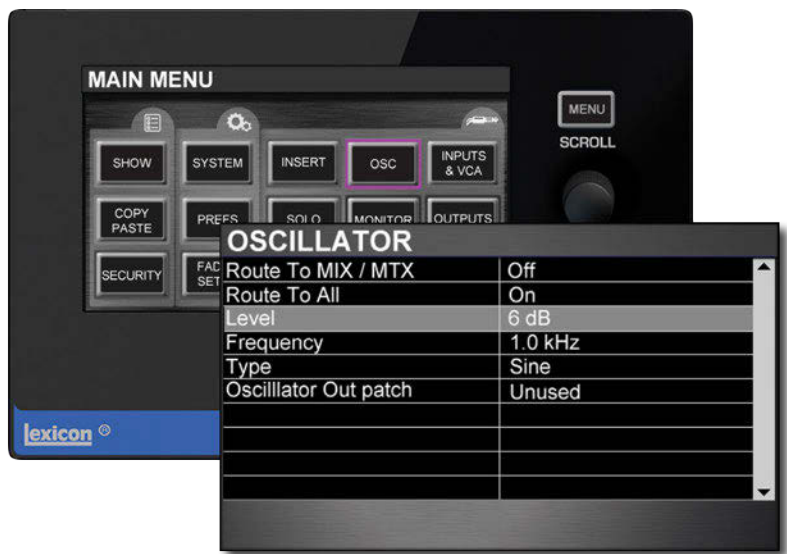 MAIN MENU
MENU
SCROLL
SHOW
SYSTEM
INSERT
OSC
INPUTS
& VCA
COPY
PASTE
PREFS
SOLO
MONITOR
OUTPUTS
SECURITY
OSCILLATOR
Route To MIX / MTX Off
Route To All On
Level 6 dB
Frequency 1.0 kHz
Type Sine
Oscilllator Out patch Unused
lexicon ®